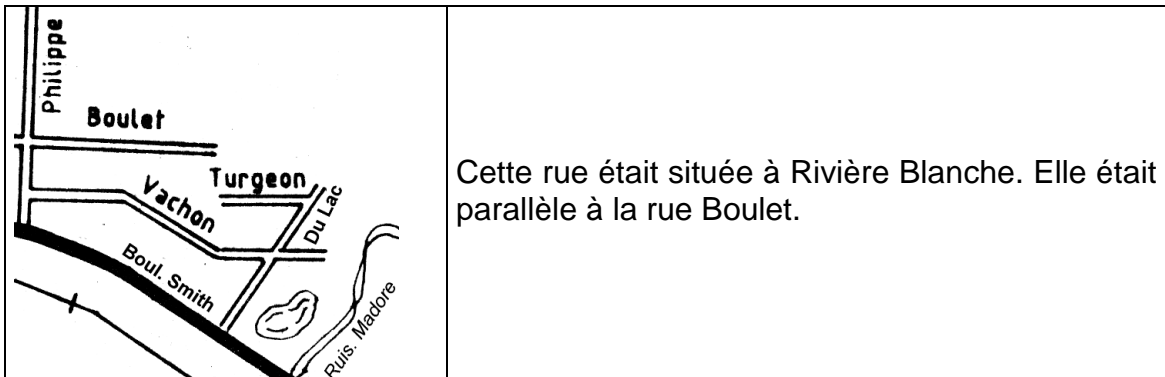 Philippe
Boulet
Turgeon
Vachon
Du Lac
Boul. Smith
Ruis. Madore
Cette rue était située à Rivière Blanche. Elle était
parallèle à la rue Boulet.